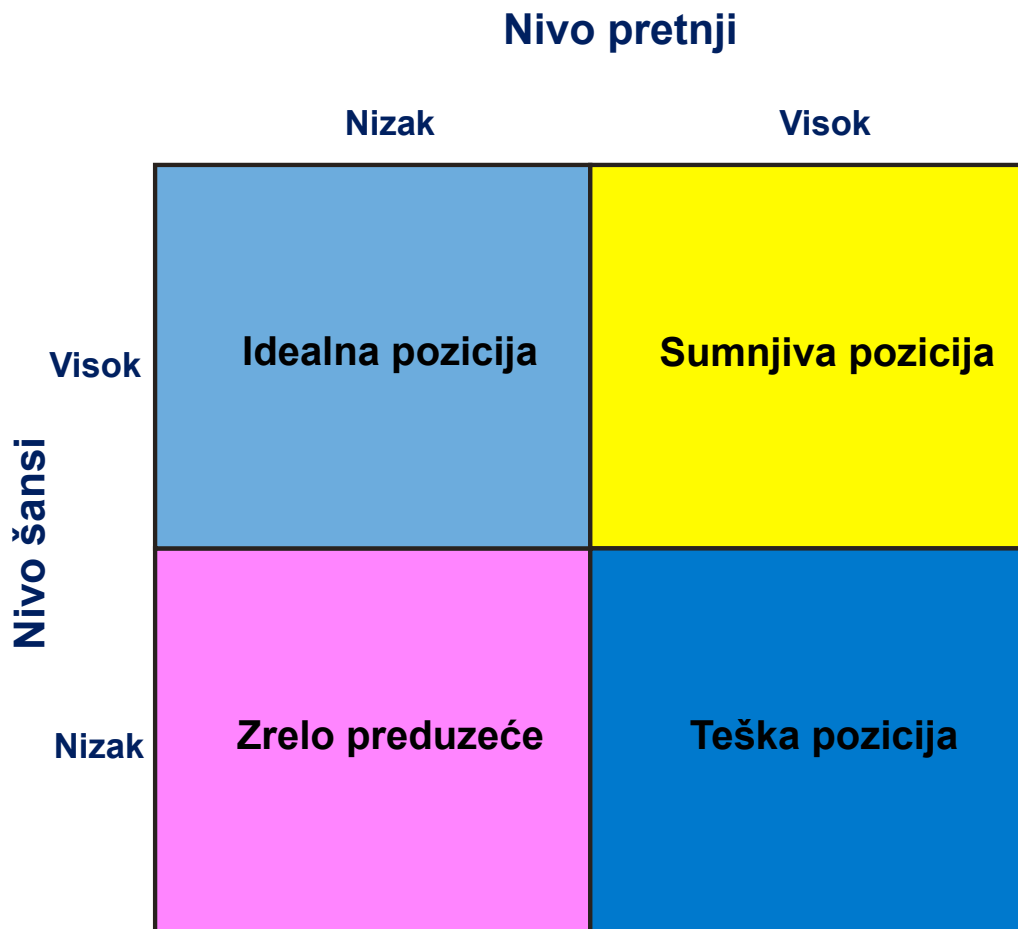 Nivo pretnji
Nizak
Visok
Visok
Idealna pozicija
Sumnjiva pozicija
Nivo šansi
Nizak
Zrelo preduzeće
Teška pozicija